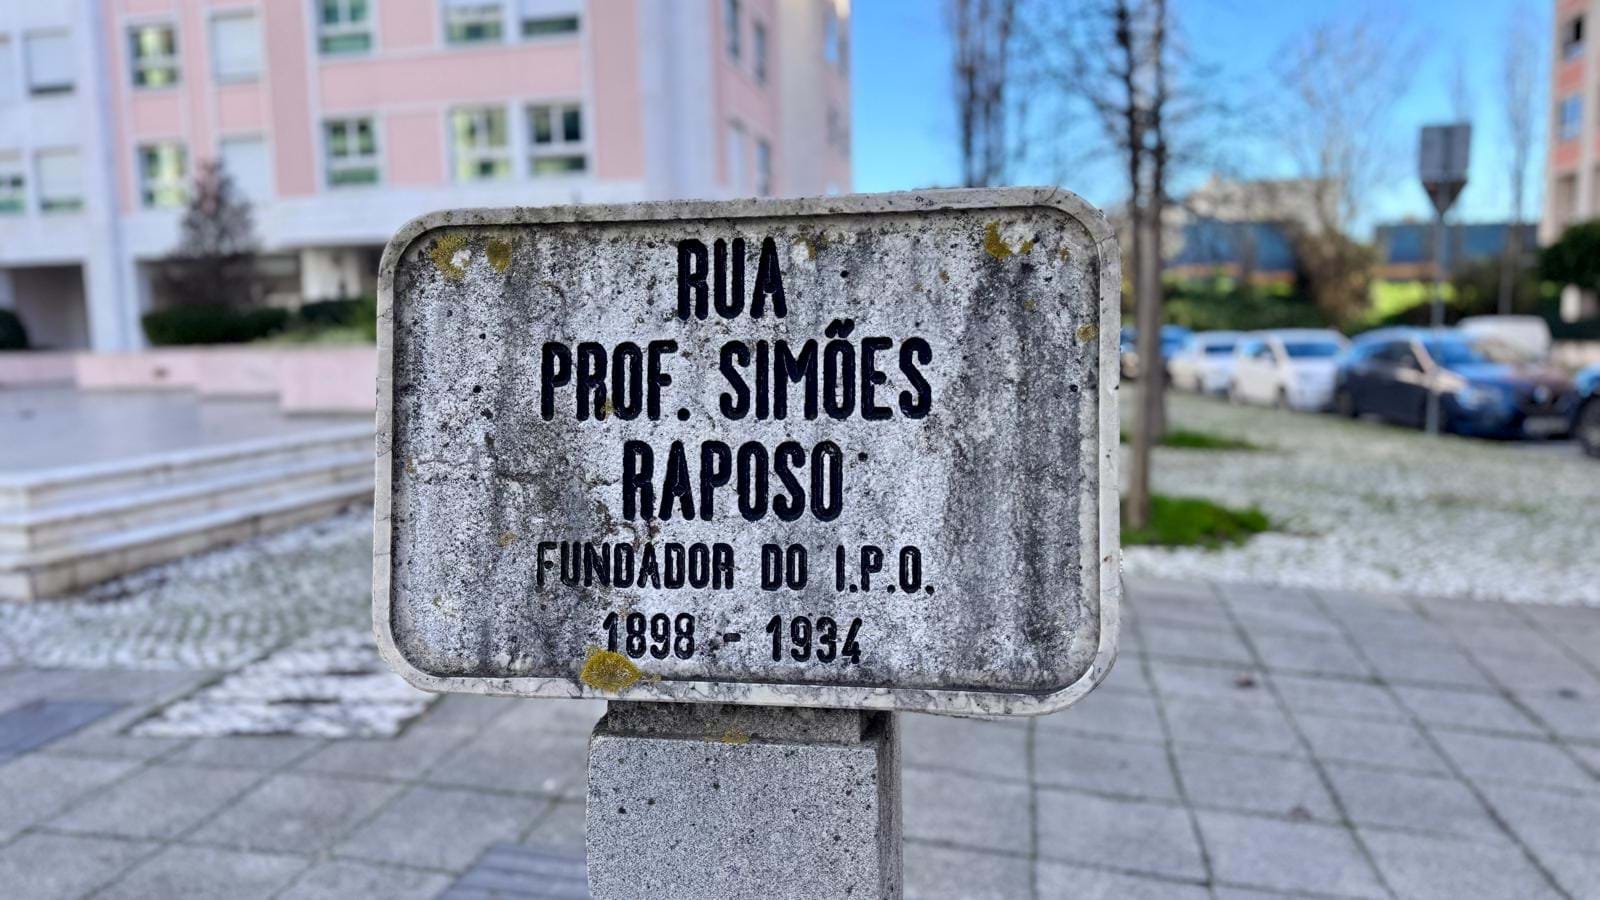 RUA
PROF. SIMÕES
RAPOSO
FUNDADOR DO I.P.O.
1898 - 1934